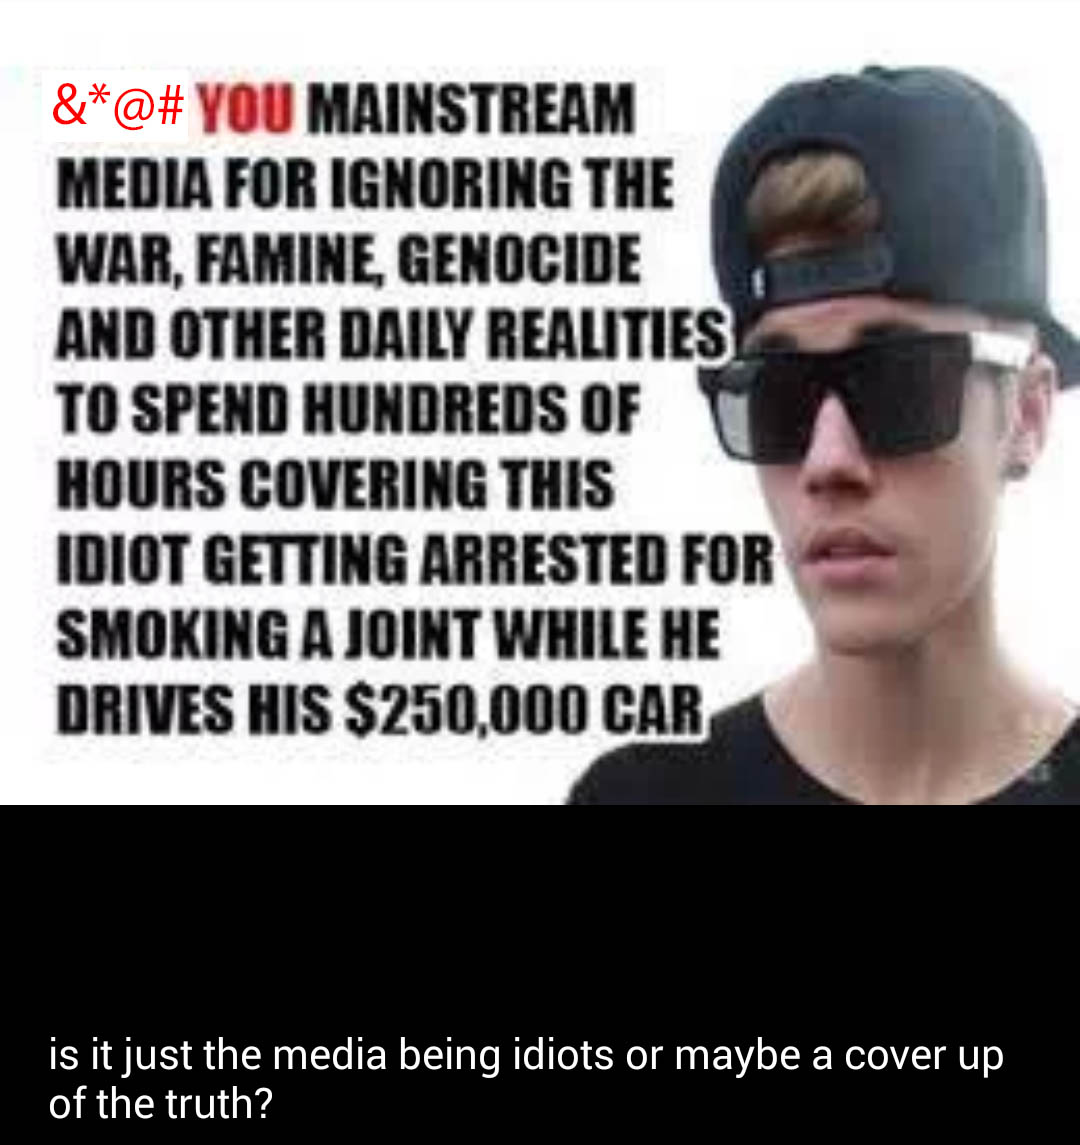 &*@# YOU MAINSTREAM
MEDIA FOR IGNORING THE
WAR, FAMINE, GENOCIDE
AND OTHER DAILY REALITIES
TO SPEND HUNDREDS OF
HOURS COVERING THIS
IDIOT GETTING ARRESTED FOR
SMOKING A JOINT WHILE HE
DRIVES HIS $250,000 CAR
is it just the media being idiots or maybe a cover up
of the truth?